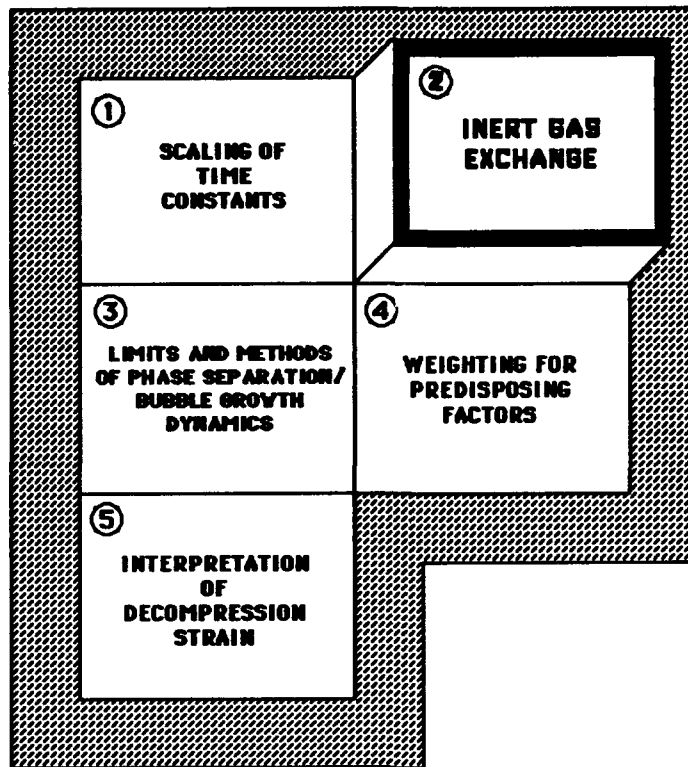 ①
SCALING OF
TIME
CONSTANTS
②
INERT GAS
EXCHANGE
③
LIMITS AND METHODS
OF PHASE SEPARATION/
BUBBLE GROWTH
DYNAMICS
④
WEIGHTING FOR
PREDISPOSING
FACTORS
⑤
INTERPRETATION
OF
DECOMPRESSION
STRAIN